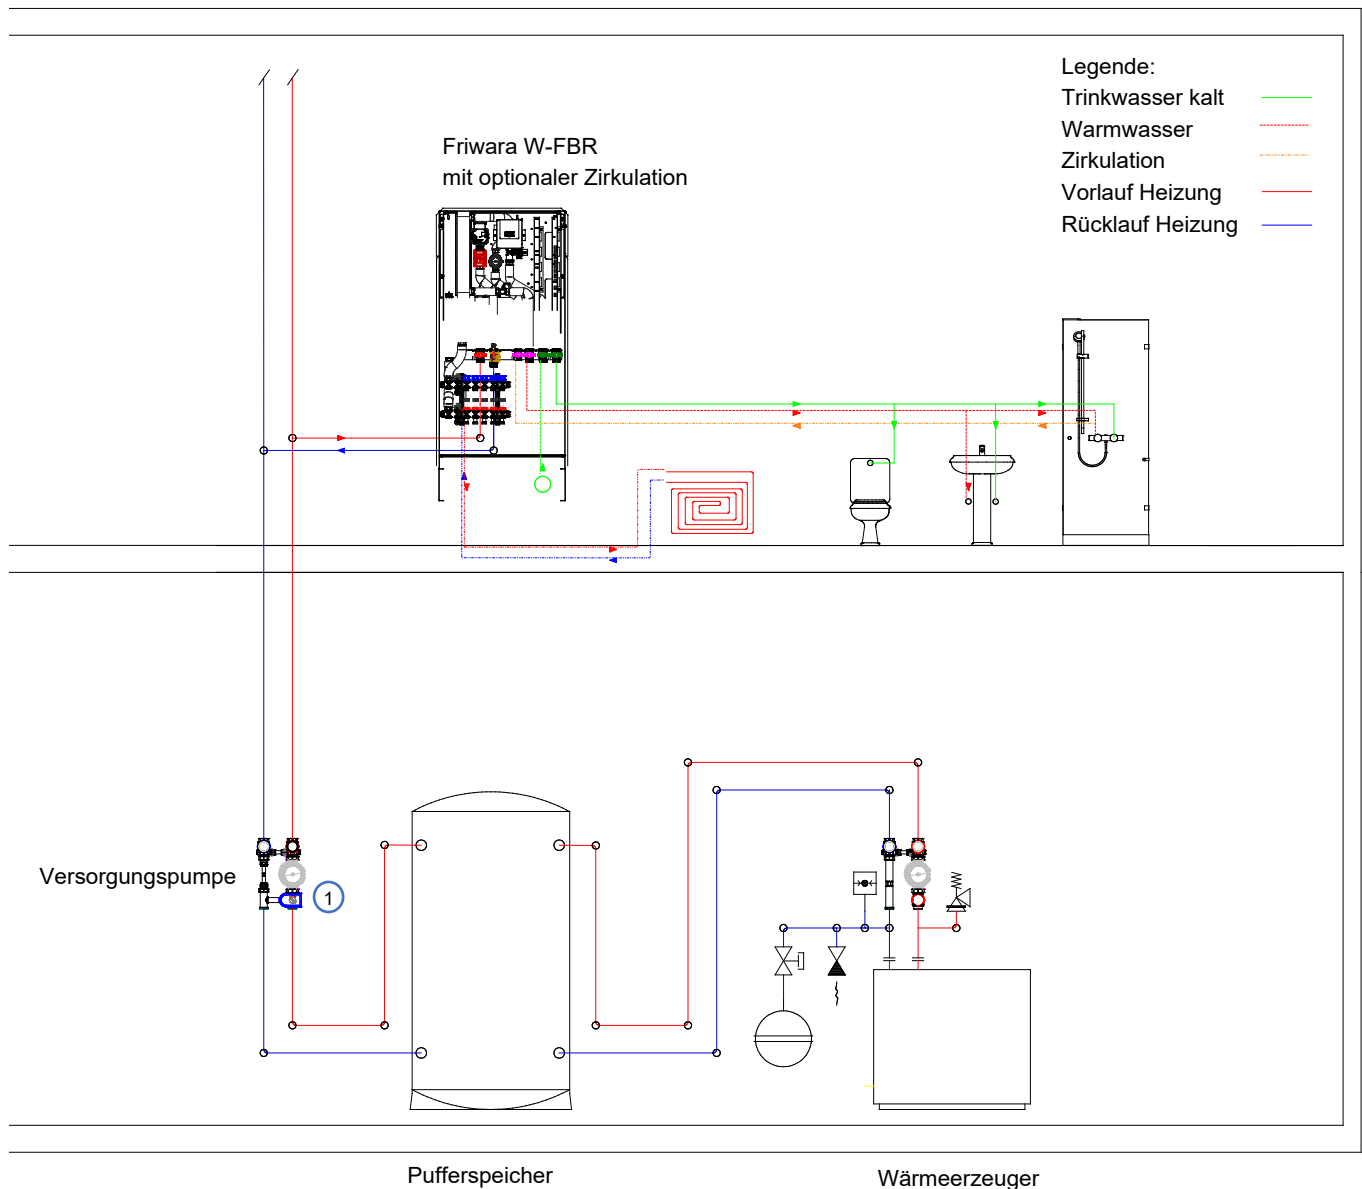 Legende:
Trinkwasser kalt
Warmwasser
Zirkulation
Vorlauf Heizung
Rücklauf Heizung
Friwara W-FBR
mit optionaler Zirkulation
Versorgungspumpe
1
Pufferspeicher
Wärmeerzeuger